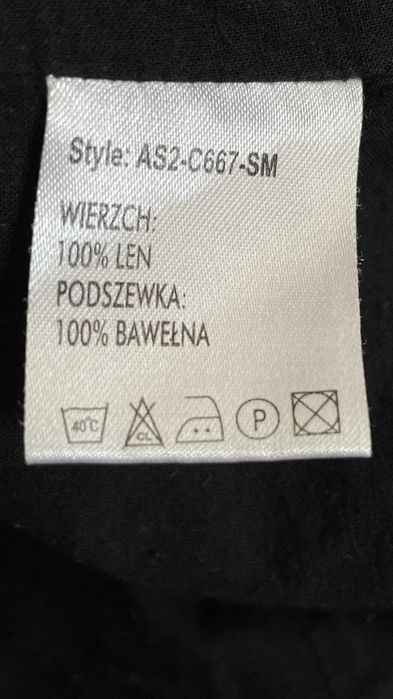 Style: AS2-C667-SM
WIERZCH:
100% LEN
PODSZEWKA:
100% BAWEŁNA
40°C CL P